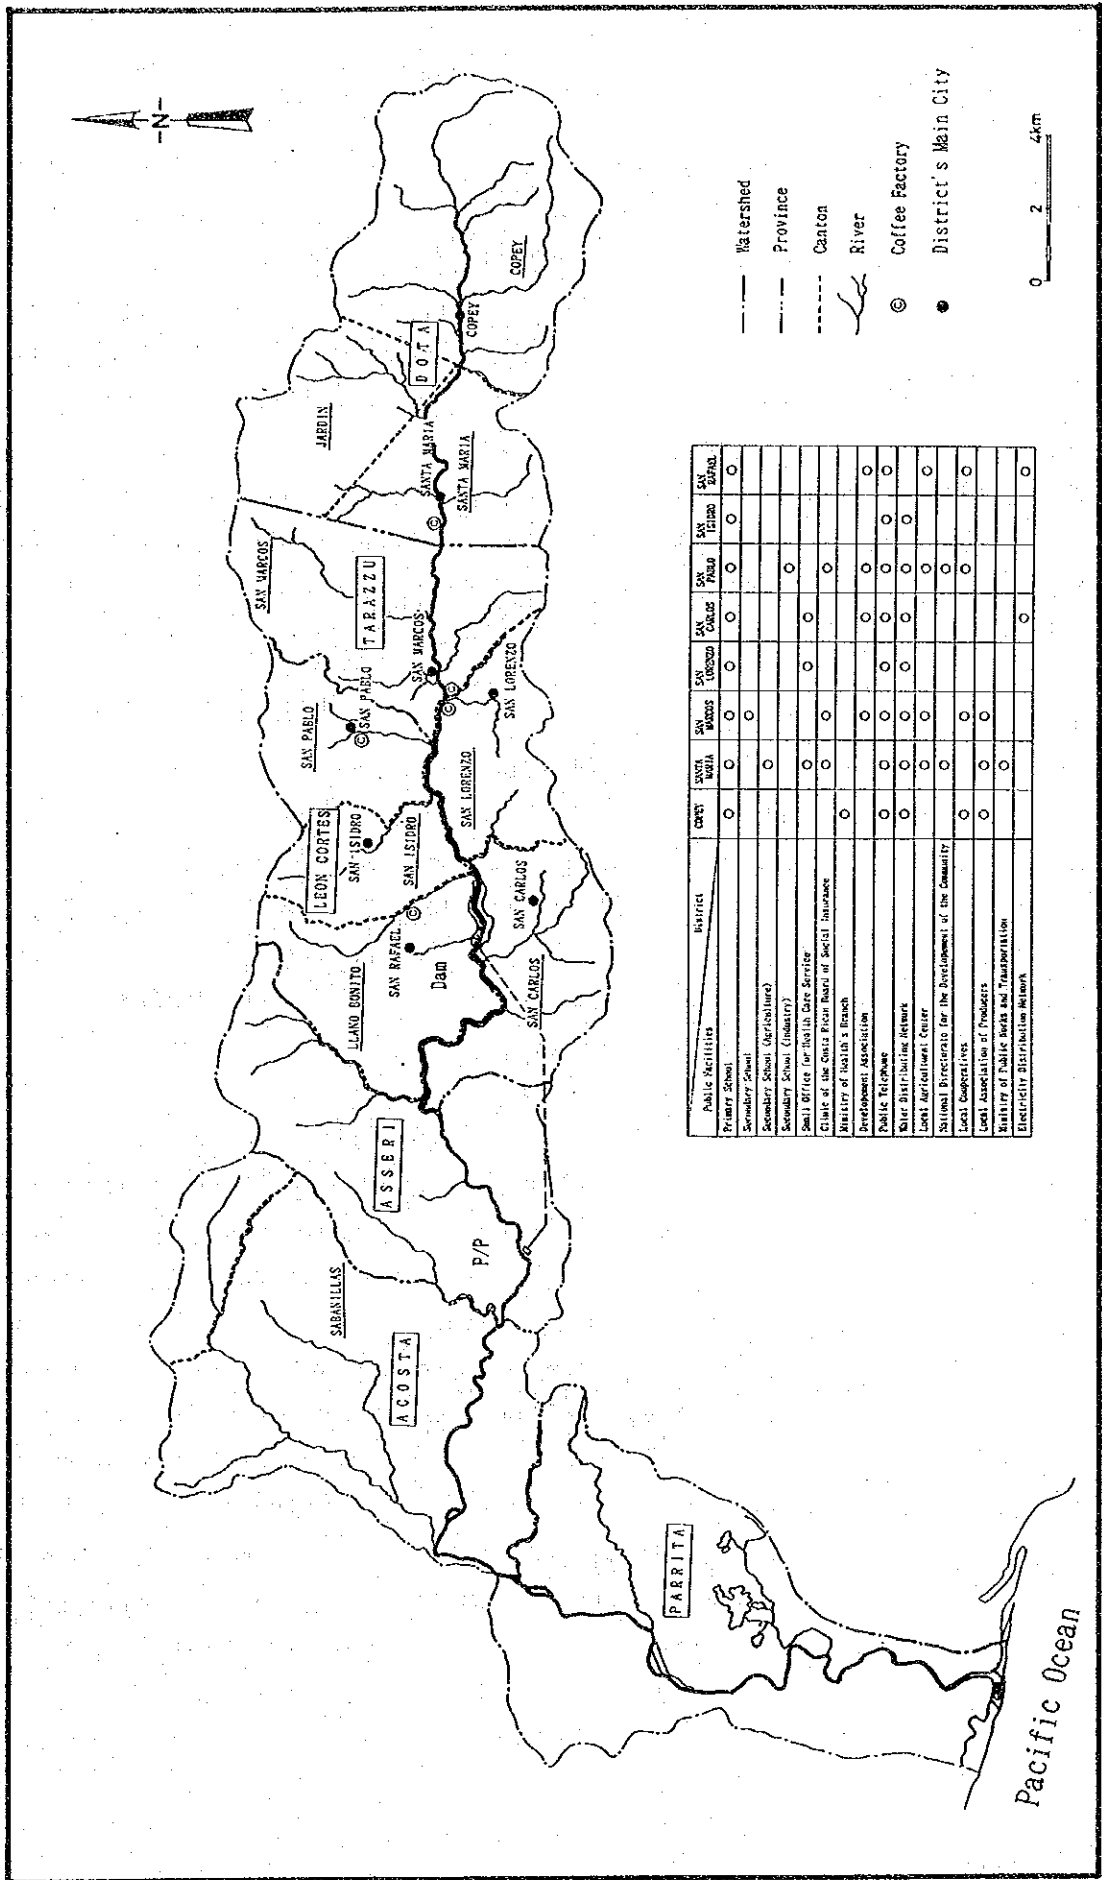 -N-
COPEY
COPEY
D O T A
JARDIN
SANTA MARIA
SANTA MARIA
SAN MARCOS
T A R A Z Z U
SAN MARCOS
SAN PABLO
SAN PABLO
SAN LORENZO
SAN LORENZO
LEON CORTES
SAN ISIDRO
SAN ISIDRO
SAN CARLOS
SAN CARLOS
SAN RAFAEL
Dam
LLANO BONITO
A S S E R I
P/P
SABANILLAS
A C O S T A
PARRITA
Pacific Ocean
Watershed
Province
Canton
River
© Coffee Factory
● District's Main City
0 2 4km
District
Public Facilities
COPEY
SANTA MARIA
SAN MARCOS
SAN LORENZO
SAN CARLOS
SAN PABLO
SAN ISIDRO
SAN RAFAEL
Primary School ○ ○ ○ ○ ○ ○ ○ ○
Secondary School ○
Secondary School (Agriculture) ○
Secondary School (Industry) ○
Small Office for Health Care Service ○ ○ ○
Clinic of the Costa Rican Board of Social Insurance ○ ○ ○
Ministry of Health's Branch ○
Development Association ○ ○ ○ ○
Public Telephone ○ ○ ○ ○ ○ ○ ○ ○
Water Distributing Network ○ ○ ○ ○ ○ ○ ○
Local Agricultural Center ○ ○ ○ ○
National Directorate for the Development of the Community ○ ○
Local Cooperatives ○ ○ ○ ○
Local Association of Producers ○ ○ ○
Ministry of Public Works and Transportation ○
Electricity Distribution Network ○ ○